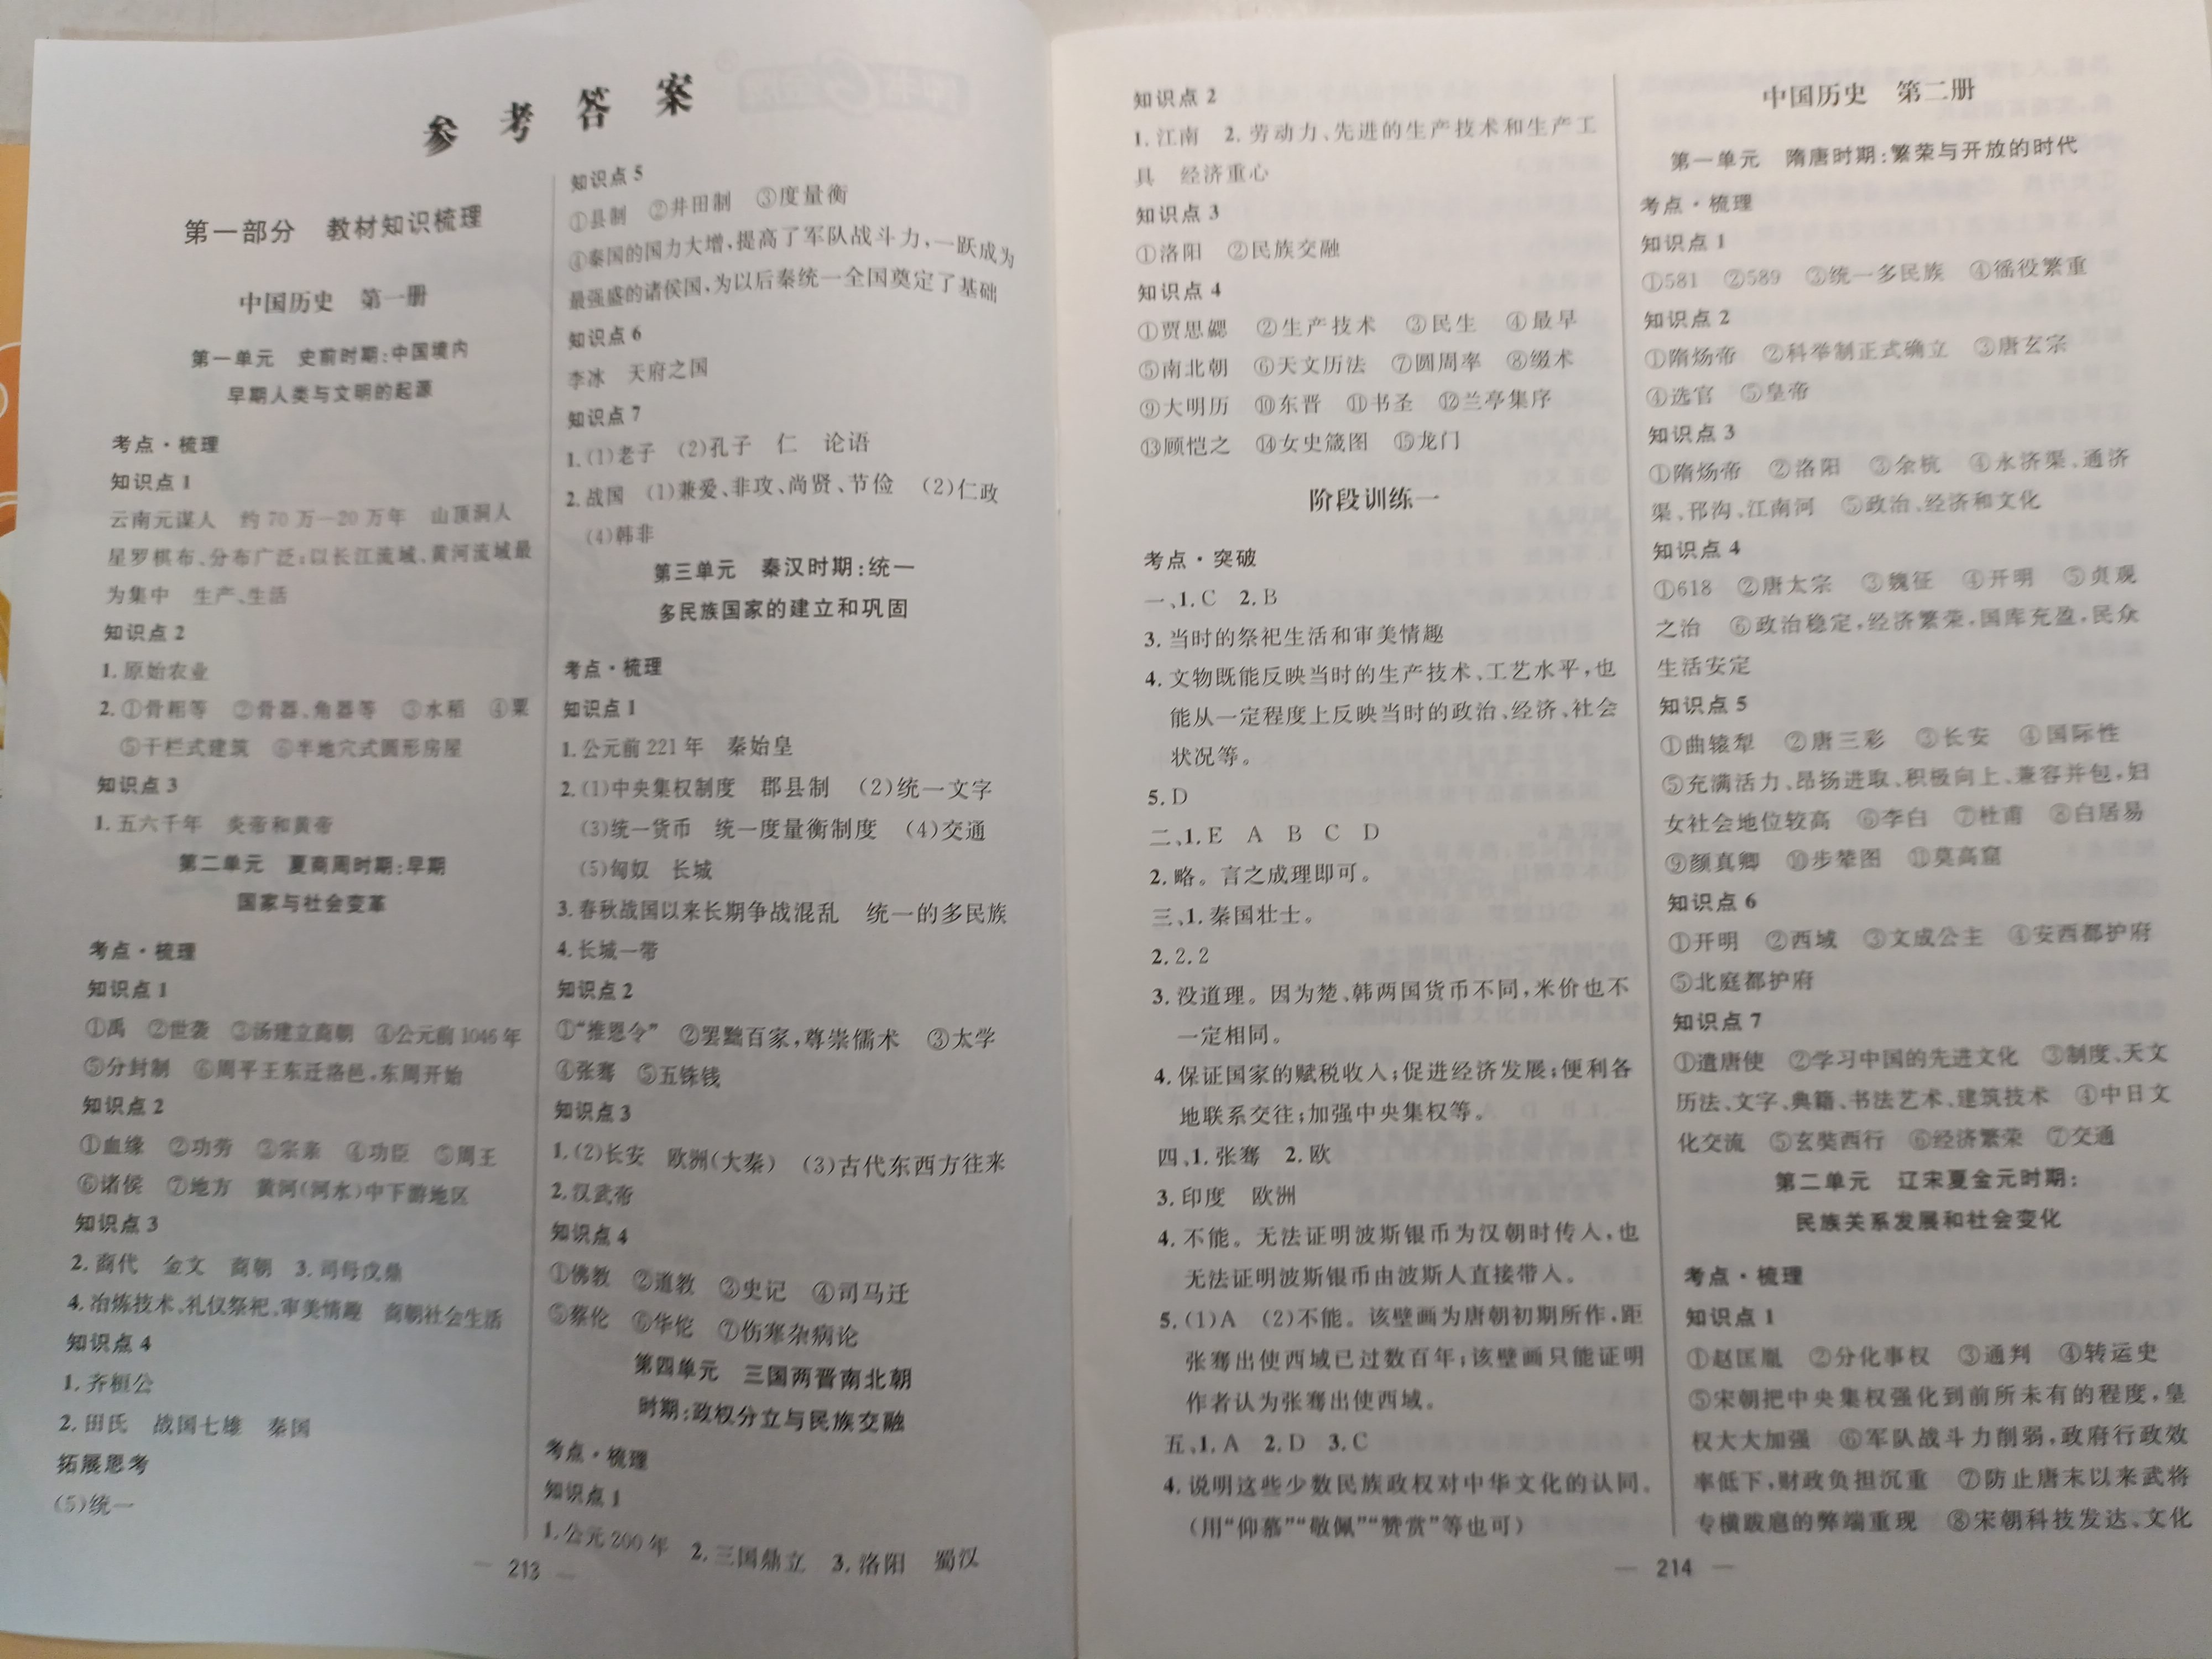 参考答案
第一部分 教材知识梳理
中国历史 第一册
第一单元 史前时期:中国境内
早期人类与文明的起源
考点·梳理
知识点1
云南元谋人 约70万—20万年 山顶洞人
星罗棋布、分布广泛;以长江流域、黄河流域最
为集中 生产、生活
知识点2
1.原始农业
2.①骨耜等 ②骨器、角器等 ③水稻 ④粟
⑤干栏式建筑 ⑥半地穴式圆形房屋
知识点3
1.五六千年 炎帝和黄帝
第二单元 夏商周时期:早期
国家与社会变革
考点·梳理
知识点1
①禹 ②世袭 ③汤建立商朝 ④公元前1046年
⑤分封制 ⑥周平王东迁洛邑,东周开始
知识点2
①血缘 ②功劳 ③宗亲 ④功臣 ⑤周王
⑥诸侯 ⑦地方 黄河(河水)中下游地区
知识点3
2.商代 金文 商朝 3.司母戊鼎
4.冶炼技术、礼仪祭祀、审美情趣 商朝社会生活
知识点4
1.齐桓公
2.田氏 战国七雄 秦国
拓展思考
(5)统一
知识点5
①县制 ②井田制 ③度量衡
④秦国的国力大增,提高了军队战斗力,一跃成为
最强盛的诸侯国,为以后秦统一全国奠定了基础
知识点6
李冰 天府之国
知识点7
1.(1)老子 (2)孔子 仁 论语
2.战国 (1)兼爱、非攻、尚贤、节俭 (2)仁政
(4)韩非
第三单元 秦汉时期:统一
多民族国家的建立和巩固
考点·梳理
知识点1
1.公元前221年 秦始皇
2.(1)中央集权制度 郡县制 (2)统一文字
(3)统一货币 统一度量衡制度 (4)交通
(5)匈奴 长城
3.春秋战国以来长期争战混乱 统一的多民族
4.长城一带
知识点2
①“推恩令” ②罢黜百家,尊崇儒术 ③太学
④张骞 ⑤五铢钱
知识点3
1.(2)长安 欧洲(大秦) (3)古代东西方往来
2.汉武帝
知识点4
①佛教 ②道教 ③史记 ④司马迁
⑤蔡伦 ⑥华佗 ⑦伤寒杂病论
第四单元 三国两晋南北朝
时期:政权分立与民族交融
考点·梳理
知识点1
1.公元200年 2.三国鼎立 3.洛阳 蜀汉
— 213 —
知识点2
1.江南 2.劳动力、先进的生产技术和生产工
具 经济重心
知识点3
①洛阳 ②民族交融
知识点4
①贾思勰 ②生产技术 ③民生 ④最早
⑤南北朝 ⑥天文历法 ⑦圆周率 ⑧缀术
⑨大明历 ⑩东晋 ⑪书圣 ⑫兰亭集序
⑬顾恺之 ⑭女史箴图 ⑮龙门
阶段训练一
考点·突破
一、1.C 2.B
3.当时的祭祀生活和审美情趣
4.文物既能反映当时的生产技术、工艺水平,也
能从一定程度上反映当时的政治、经济、社会
状况等。
5.D
二、1.E A B C D
2.略。言之成理即可。
三、1.秦国壮士。
2.2.2
3.没道理。因为楚、韩两国货币不同,米价也不
一定相同。
4.保证国家的赋税收入;促进经济发展;便利各
地联系交往;加强中央集权等。
四、1.张骞 2.欧
3.印度 欧洲
4.不能。无法证明波斯银币为汉朝时传入,也
无法证明波斯银币由波斯人直接带入。
5.(1)A (2)不能。该壁画为唐朝初期所作,距
张骞出使西域已过数百年;该壁画只能证明
作者认为张骞出使西域。
五、1.A 2.D 3.C
4.说明这些少数民族政权对中华文化的认同。
(用“仰慕”“敬佩”“赞赏”等也可)
中国历史 第二册
第一单元 隋唐时期:繁荣与开放的时代
考点·梳理
知识点1
①581 ②589 ③统一多民族 ④徭役繁重
知识点2
①隋炀帝 ②科举制正式确立 ③唐玄宗
④选官 ⑤皇帝
知识点3
①隋炀帝 ②洛阳 ③余杭 ④永济渠、通济
渠、邗沟、江南河 ⑤政治、经济和文化
知识点4
①618 ②唐太宗 ③魏征 ④开明 ⑤贞观
之治 ⑥政治稳定,经济繁荣,国库充盈,民众
生活安定
知识点5
①曲辕犁 ②唐三彩 ③长安 ④国际性
⑤充满活力、昂扬进取、积极向上、兼容并包,妇
女社会地位较高 ⑥李白 ⑦杜甫 ⑧白居易
⑨颜真卿 ⑩步辇图 ⑪莫高窟
知识点6
①开明 ②西域 ③文成公主 ④安西都护府
⑤北庭都护府
知识点7
①遣唐使 ②学习中国的先进文化 ③制度、天文
历法、文字、典籍、书法艺术、建筑技术 ④中日文
化交流 ⑤玄奘西行 ⑥经济繁荣 ⑦交通
第二单元 辽宋夏金元时期:
民族关系发展和社会变化
考点·梳理
知识点1
①赵匡胤 ②分化事权 ③通判 ④转运史
⑤宋朝把中央集权强化到前所未有的程度,皇
权大大加强 ⑥军队战斗力削弱,政府行政效
率低下,财政负担沉重 ⑦防止唐末以来武将
专横跋扈的弊端重现 ⑧宋朝科技发达、文化
— 214 —